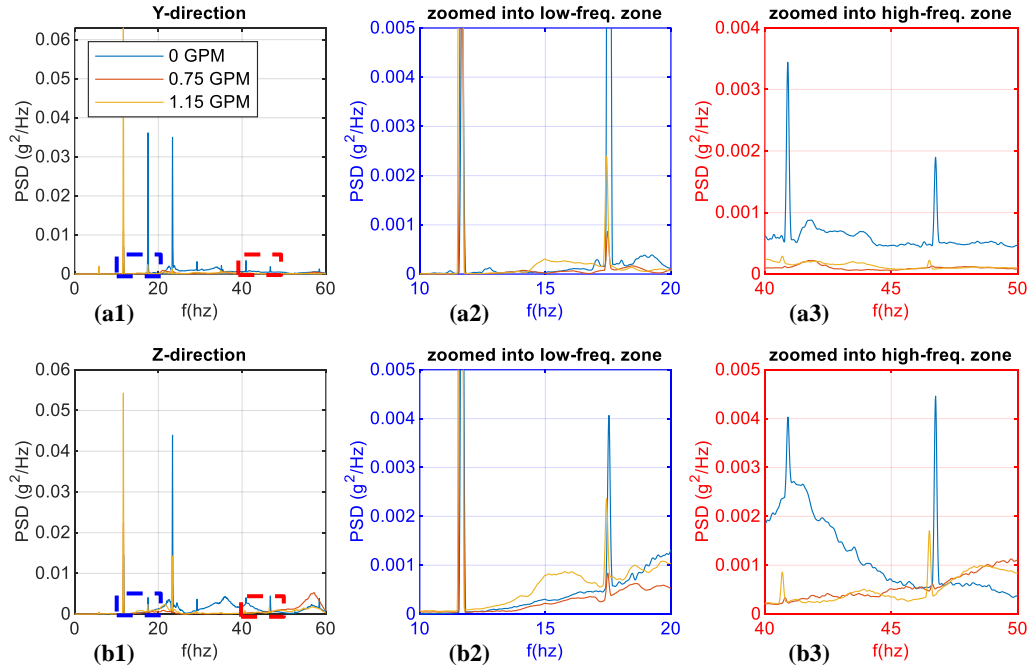 Y-direction
zoomed into low-freq. zone
zoomed into high-freq. zone
0 GPM
0.75 GPM
1.15 GPM
PSD (g²/Hz)
0.06
0.05
0.04
0.03
0.02
0.01
0
0 20 40 60
f(hz)
(a1)
PSD (g²/Hz)
0.005
0.004
0.003
0.002
0.001
0
10 15 20
f(hz)
(a2)
PSD (g²/Hz)
0.004
0.003
0.002
0.001
0
40 45 50
f(hz)
(a3)
Z-direction
zoomed into low-freq. zone
zoomed into high-freq. zone
PSD (g²/Hz)
0.06
0.05
0.04
0.03
0.02
0.01
0
0 20 40 60
f(hz)
(b1)
PSD (g²/Hz)
0.005
0.004
0.003
0.002
0.001
0
10 15 20
f(hz)
(b2)
PSD (g²/Hz)
0.005
0.004
0.003
0.002
0.001
0
40 45 50
f(hz)
(b3)